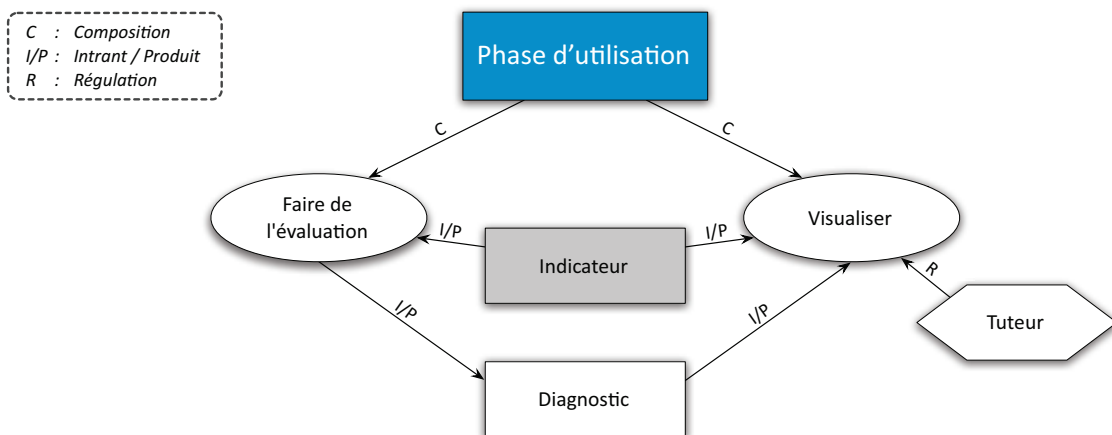 C : Composition
I/P : Intrant / Produit
R : Régulation
Phase d’utilisation
C
C
Faire de
l'évaluation
Visualiser
I/P
I/P
Indicateur
R
I/P
I/P
Tuteur
Diagnostic